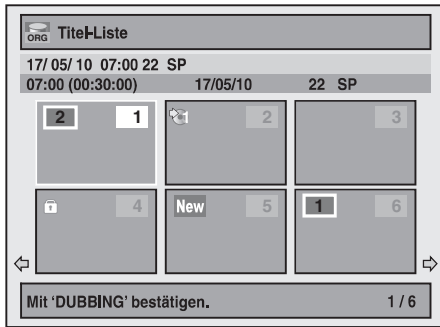 ORG Titel-Liste
17/ 05/ 10 07:00 22 SP
07:00 (00:30:00) 17/05/10 22 SP
2 1 1 2 3
4 New 5 1 6
Mit 'DUBBING' bestätigen. 1 / 6